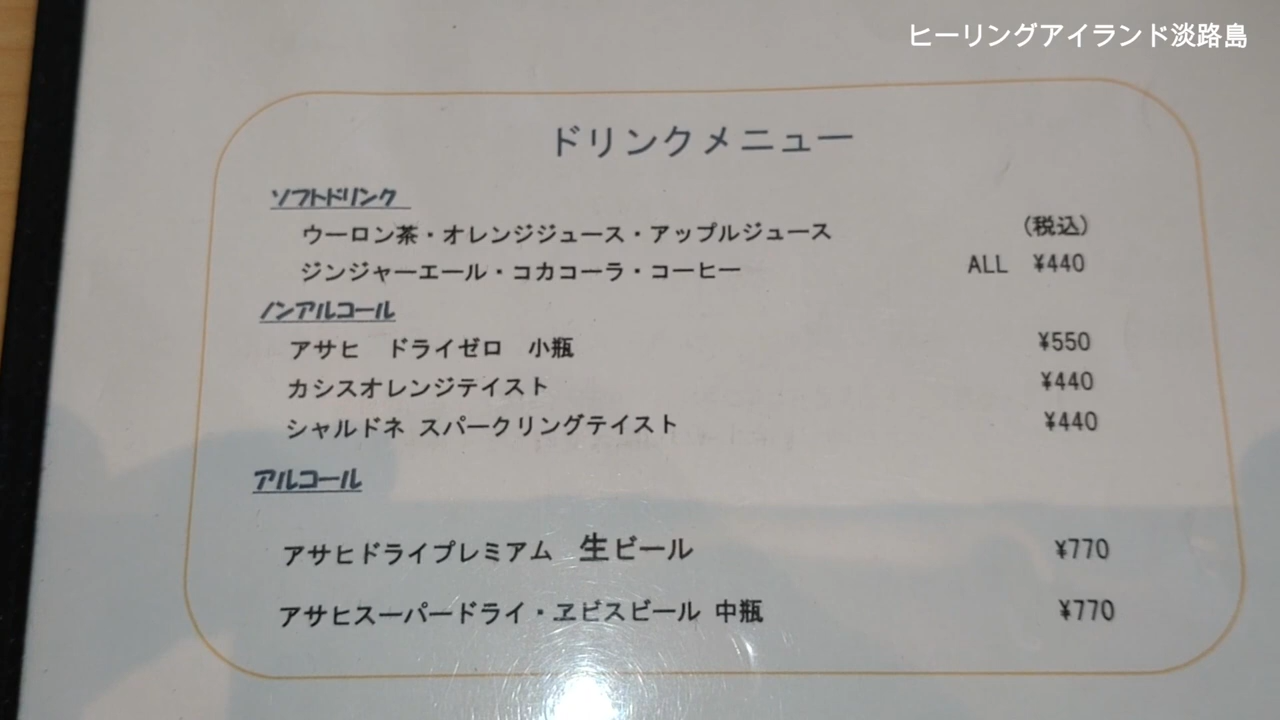 ヒーリングアイランド淡路島
ドリンクメニュー
ソフトドリンク
(税込)
ウーロン茶・オレンジジュース・アップルジュース
ジンジャーエール・コカコーラ・コーヒー ALL ¥440
ノンアルコール
アサヒ ドライゼロ 小瓶 ¥550
カシスオレンジテイスト ¥440
シャルドネ スパークリングテイスト ¥440
アルコール
アサヒドライプレミアム 生ビール ¥770
アサヒスーパードライ・ヱビスビール 中瓶 ¥770